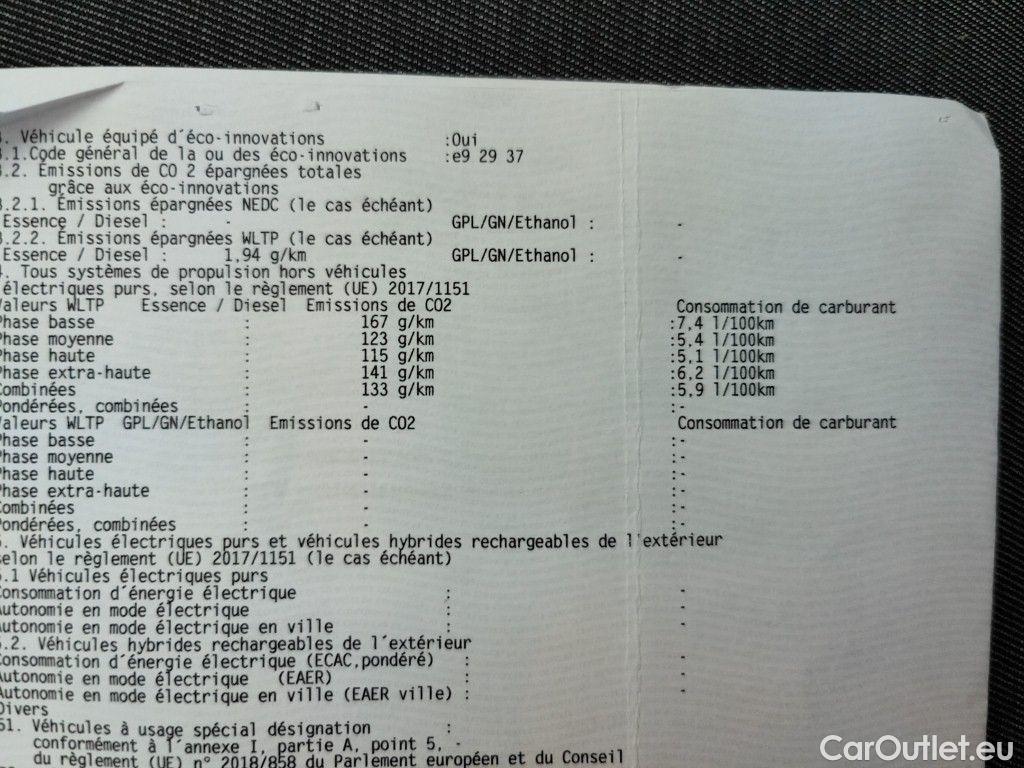 3. Véhicule équipé d´éco-innovations :Oui
3.1.Code général de la ou des éco-innovations :e9 29 37
3.2. Emissions de CO 2 épargnées totales
grâce aux éco-innovations
3.2.1. Emissions épargnées NEDC (le cas échéant)
Essence / Diesel : - GPL/GN/Ethanol : -
3.2.2. Emissions épargnées WLTP (le cas échéant)
Essence / Diesel : 1,94 g/km GPL/GN/Ethanol : -
4. Tous systèmes de propulsion hors véhicules
électriques purs, selon le règlement (UE) 2017/1151
Valeurs WLTP Essence / Diesel Emissions de CO2 Consommation de carburant
Phase basse : 167 g/km :7,4 l/100km
Phase moyenne : 123 g/km :5,4 l/100km
Phase haute : 115 g/km :5,1 l/100km
Phase extra-haute : 141 g/km :6,2 l/100km
Combinées : 133 g/km :5,9 l/100km
Pondérées, combinées : - :-
Valeurs WLTP GPL/GN/Ethanol Emissions de CO2 Consommation de carburant
Phase basse : - :-
Phase moyenne : - :-
Phase haute : - :-
Phase extra-haute : - :-
Combinées : - :-
Pondérées, combinées : - :-
5. Véhicules électriques purs et véhicules hybrides rechargeables de l´extérieur
selon le règlement (UE) 2017/1151 (le cas échéant)
5.1 Véhicules électriques purs
Consommation d´énergie électrique : -
Autonomie en mode électrique : -
Autonomie en mode électrique en ville : -
5.2. Véhicules hybrides rechargeables de l´extérieur
Consommation d´énergie électrique (ECAC,pondéré) : -
Autonomie en mode électrique (EAER) : -
Autonomie en mode électrique en ville (EAER ville) : -
Divers
51. Véhicules à usage spécial désignation :
conformément à l´annexe I, partie A, point 5, -
du règlement (UE) n° 2018/858 du Parlement européen et du Conseil
CarOutlet.eu